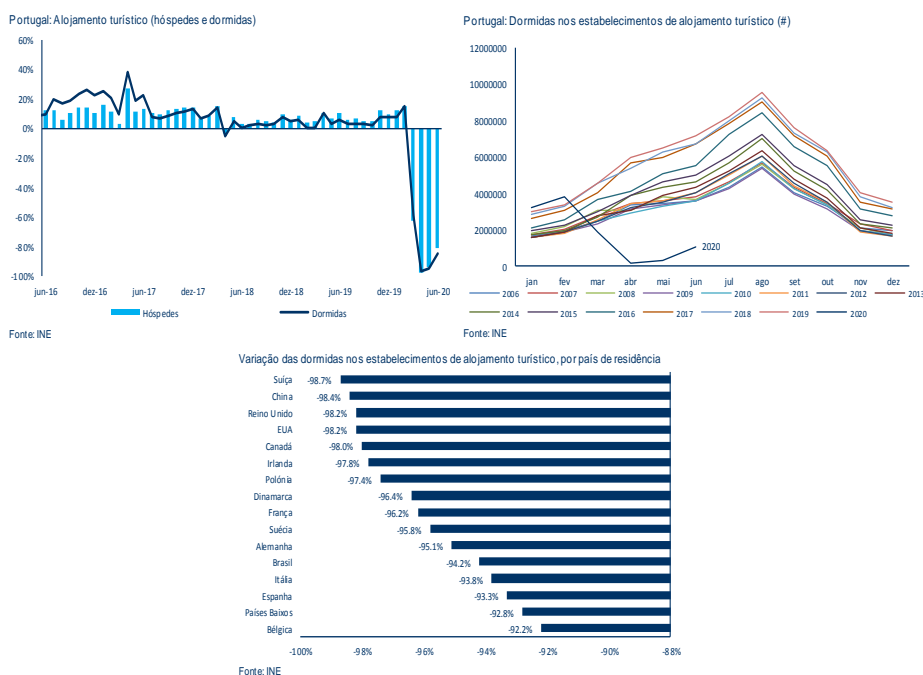 Portugal: Alojamento turístico (hóspedes e dormidas)
60%
40%
20%
0%
-20%
-40%
-60%
-80%
-100%
jun-16 dez-16 jun-17 dez-17 jun-18 dez-18 jun-19 dez-19 jun-20
Hóspedes Dormidas
Fonte: INE
Portugal: Dormidas nos estabelecimentos de alojamento turístico (#)
12000000
10000000
8000000
6000000
4000000
2000000
0
2020
jan fev mar abr mai jun jul ago set out nov dez
2006 2007 2008 2009 2010 2011 2012 2013
2014 2015 2016 2017 2018 2019 2020
Fonte: INE
Variação das dormidas nos estabelecimentos de alojamento turístico, por país de residência
Suíça -98.7%
China -98.4%
Reino Unido -98.2%
EUA -98.2%
Canadá -98.0%
Irlanda -97.8%
Polónia -97.4%
Dinamarca -96.4%
França -96.2%
Suécia -95.8%
Alemanha -95.1%
Brasil -94.2%
Itália -93.8%
Espanha -93.3%
Países Baixos -92.8%
Bélgica -92.2%
-100% -98% -96% -94% -92% -90% -88%
Fonte: INE